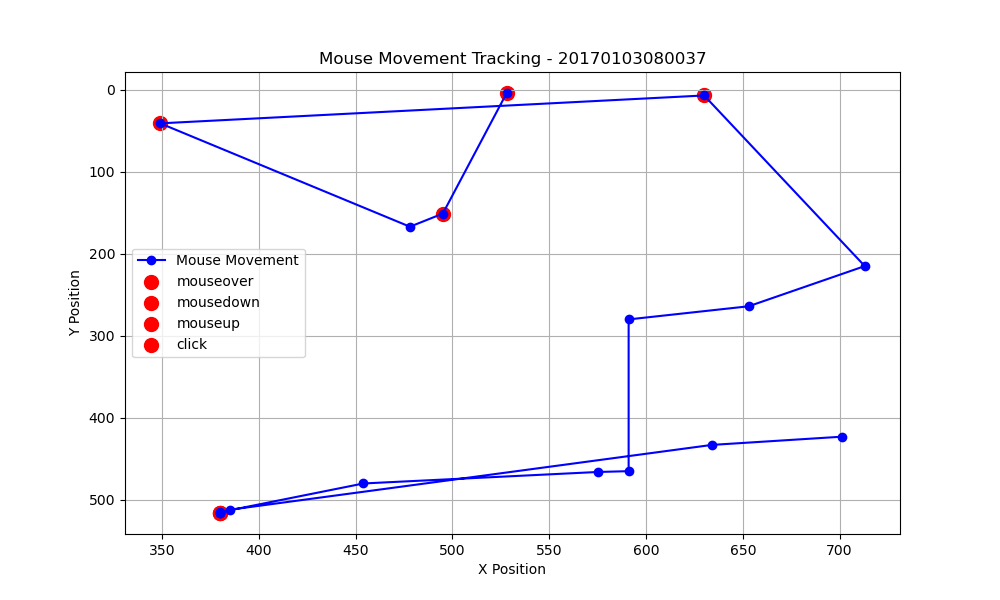 Mouse Movement Tracking - 20170103080037
0
100
200
300
400
500
Y Position
Mouse Movement
mouseover
mousedown
mouseup
click
350
400
450
500
550
600
650
700
X Position